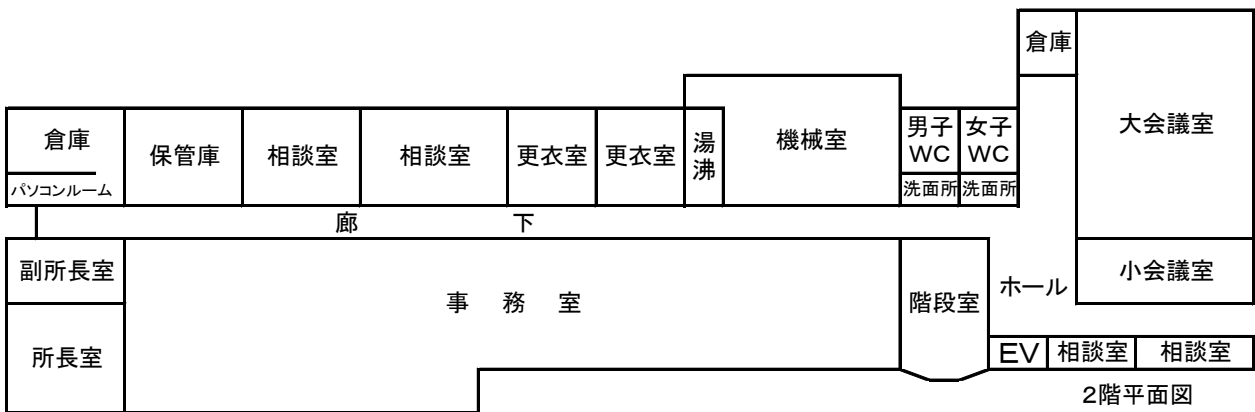 倉庫
大会議室
倉庫
パソコンルーム
保管庫
相談室
相談室
更衣室
更衣室
湯沸
機械室
男子WC
女子WC
洗面所
洗面所
廊下
副所長室
事務室
階段室
ホール
小会議室
所長室
EV
相談室
相談室
2階平面図